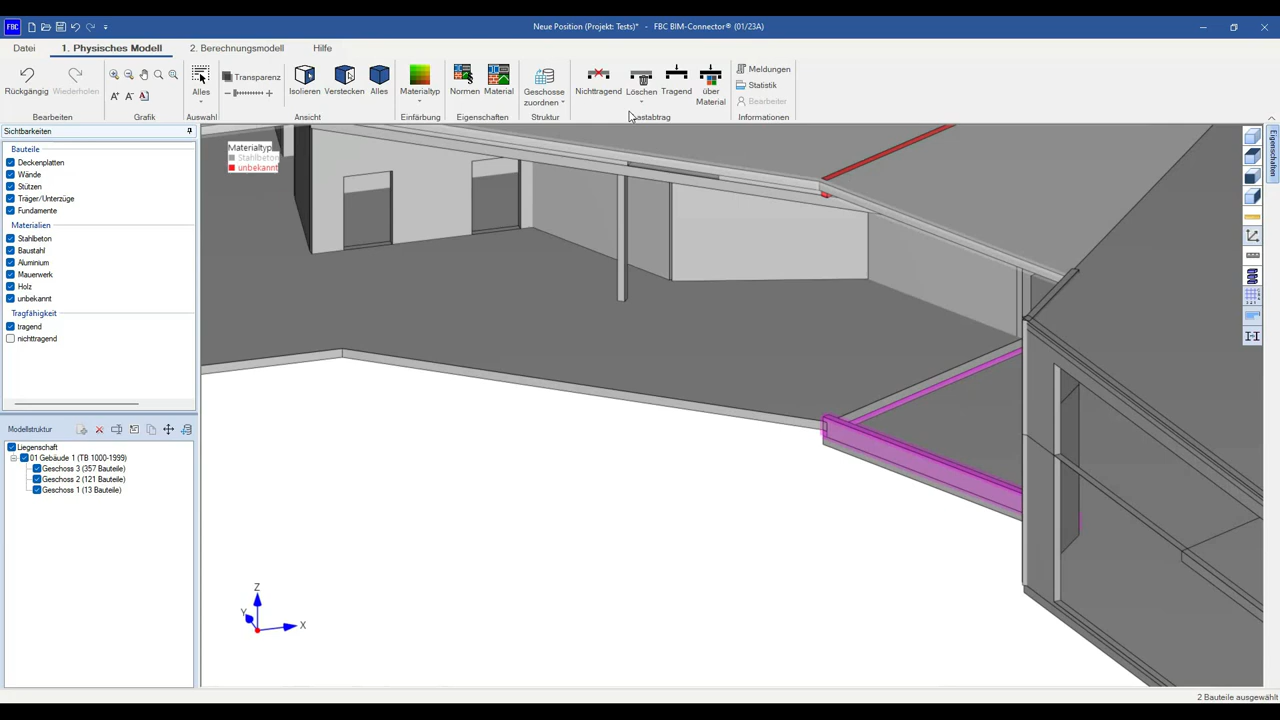 FBC
Neue Position (Projekt: Tests)* - FBC BIM-Connector® (01/23A)
Datei 1. Physisches Modell 2. Berechnungsmodell Hilfe
Rückgängig Wiederholen
Bearbeiten
Grafik
Alles
Auswahl
Transparenz
Isolieren Verstecken Alles
Ansicht
Materialtyp
Einfärbung
Normen Material
Eigenschaften
Geschosse
zuordnen
Struktur
Nichttragend Löschen Tragend über
Material
astabtrag
Meldungen
Statistik
Bearbeiter
Informationen
Sichtbarkeiten
Bauteile
Deckenplatten
Wände
Stützen
Träger/Unterzüge
Fundamente
Materialien
Stahlbeton
Baustahl
Aluminium
Mauerwerk
Holz
unbekannt
Tragfähigkeit
tragend
nichttragend
Modellstruktur
Liegenschaft
01 Gebäude 1 (TB 1000-1999)
Geschoss 3 (357 Bauteile)
Geschoss 2 (121 Bauteile)
Geschoss 1 (13 Bauteile)
Materialtyp
Stahlbeton
unbekannt
Z
Y
X
Eigenschaften
2 Bauteile ausgewählt